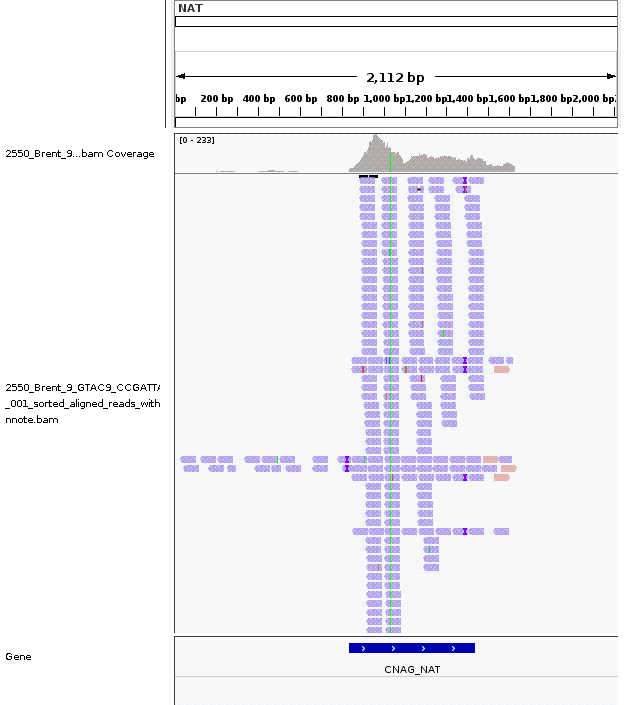 NAT
2,112 bp
bp 200 bp 400 bp 600 bp 800 bp 1,000 bp 1,200 bp 1,400 bp 1,600 bp 1,800 bp 2,000 bp
[0 - 233]
2550_Brent_9...bam Coverage
2550_Brent_9_GTAC9_CCGATTA
_001_sorted_aligned_reads_with
nnote.bam
Gene
CNAG_NAT